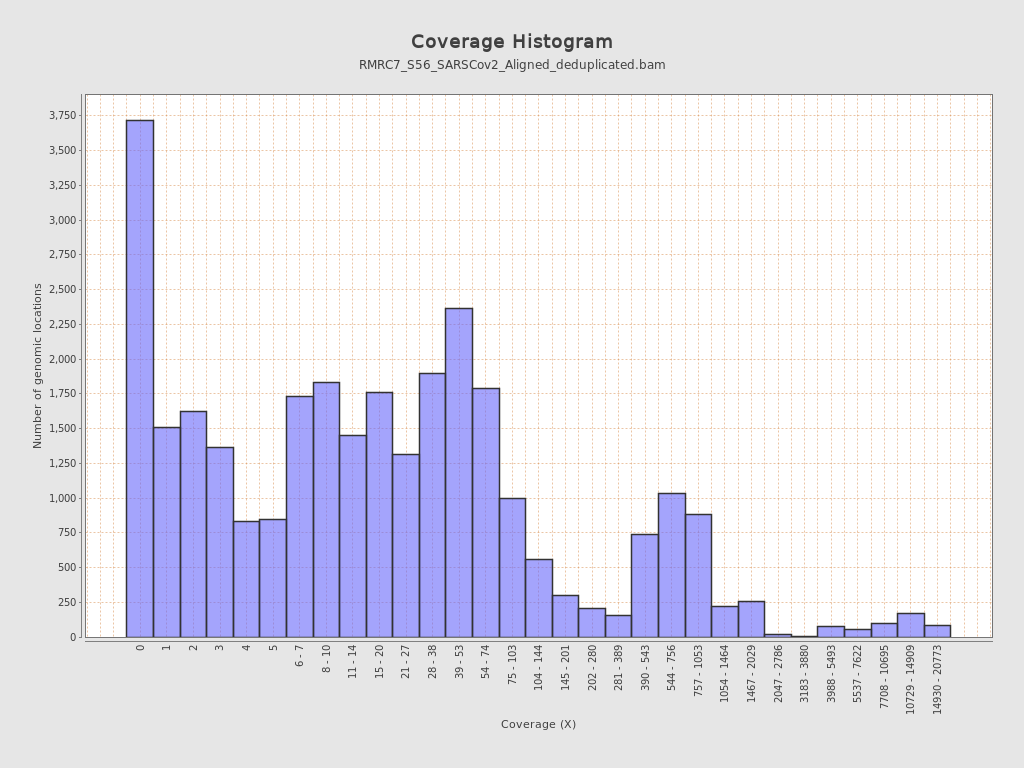 Coverage Histogram
RMRC7_S56_SARSCov2_Aligned_deduplicated.bam
Number of genomic locations
3,750
3,500
3,250
3,000
2,750
2,500
2,250
2,000
1,750
1,500
1,250
1,000
750
500
250
0
0
1
2
3
4
5
6 - 7
8 - 10
11 - 14
15 - 20
21 - 27
28 - 38
39 - 53
54 - 74
75 - 103
104 - 144
145 - 201
202 - 280
281 - 389
390 - 543
544 - 756
757 - 1053
1054 - 1464
1467 - 2029
2047 - 2786
3183 - 3880
3988 - 5493
5537 - 7622
7708 - 10695
10729 - 14909
14930 - 20773
Coverage (X)